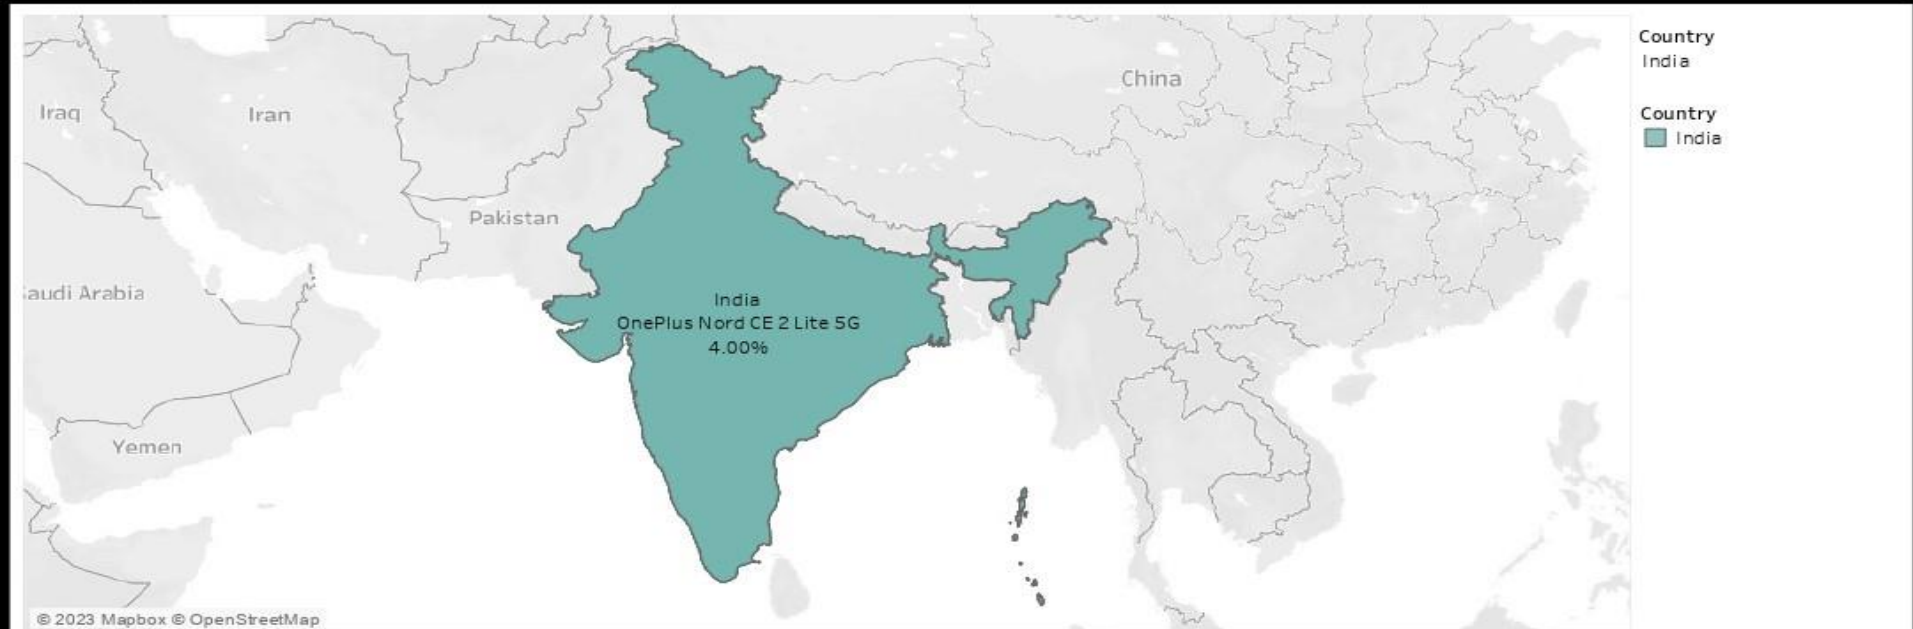 Iraq
Iran
China
Pakistan
Saudi Arabia
Yemen
India
OnePlus Nord CE 2 Lite 5G
4.00%
© 2023 Mapbox © OpenStreetMap
Country
India
Country
India